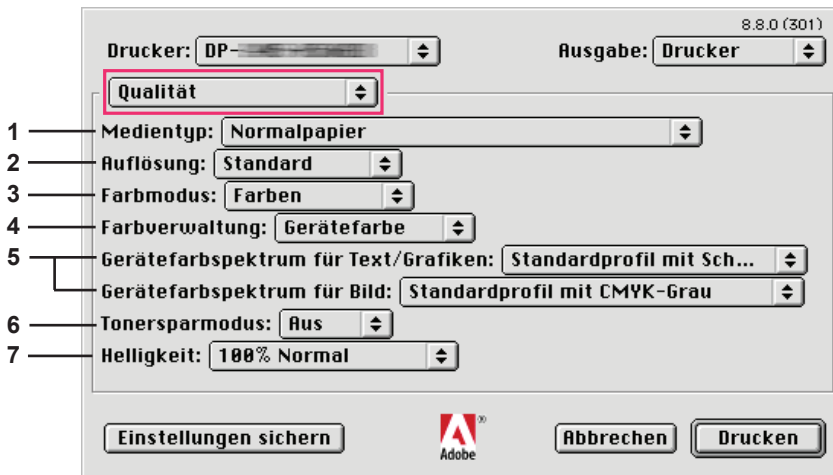 8.8.0 (301)
Drucker: DP- Ausgabe: Drucker
Qualität
1 Medientyp: Normalpapier
2 Auflösung: Standard
3 Farbmodus: Farben
4 Farbverwaltung: Gerätefarbe
5 Gerätefarbspektrum für Text/Grafiken: Standardprofil mit Sch...
Gerätefarbspektrum für Bild: Standardprofil mit CMYK-Grau
6 Tonersparmodus: Aus
7 Helligkeit: 100% Normal
Einstellungen sichern Adobe ® Abbrechen Drucken